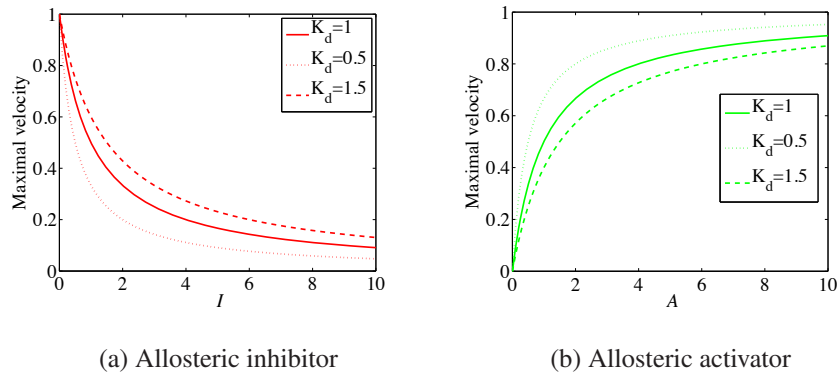 Maximal velocity
1
0.8
0.6
0.4
0.2
0
0 2 4 6 8 10
I
K_d=1
K_d=0.5
K_d=1.5
(a) Allosteric inhibitor
Maximal velocity
1
0.8
0.6
0.4
0.2
0
0 2 4 6 8 10
A
K_d=1
K_d=0.5
K_d=1.5
(b) Allosteric activator